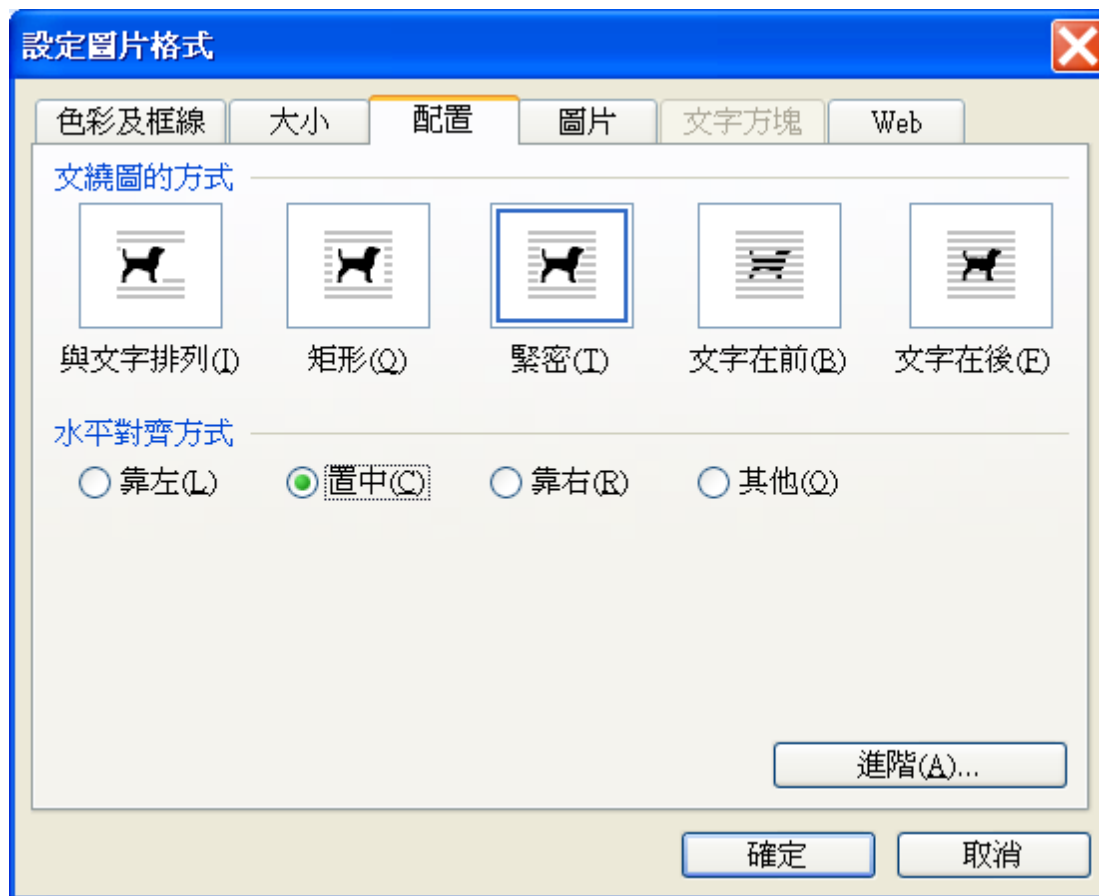 設定圖片格式
色彩及框線 大小 配置 圖片 文字方塊 Web
文繞圖的方式
與文字排列(I) 矩形(Q) 緊密(T) 文字在前(B) 文字在後(F)
水平對齊方式
靠左(L) 置中(C) 靠右(R) 其他(O)
進階(A)...
確定 取消